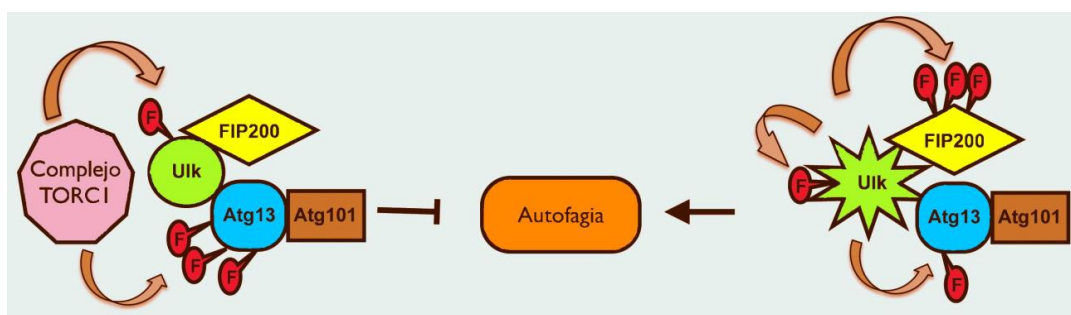 F
FIP200
Complejo
TORC1
Ulk
Atg13
Atg101
F
F
F
Autofagia
F
F
F
FIP200
F
Ulk
Atg13
Atg101
F